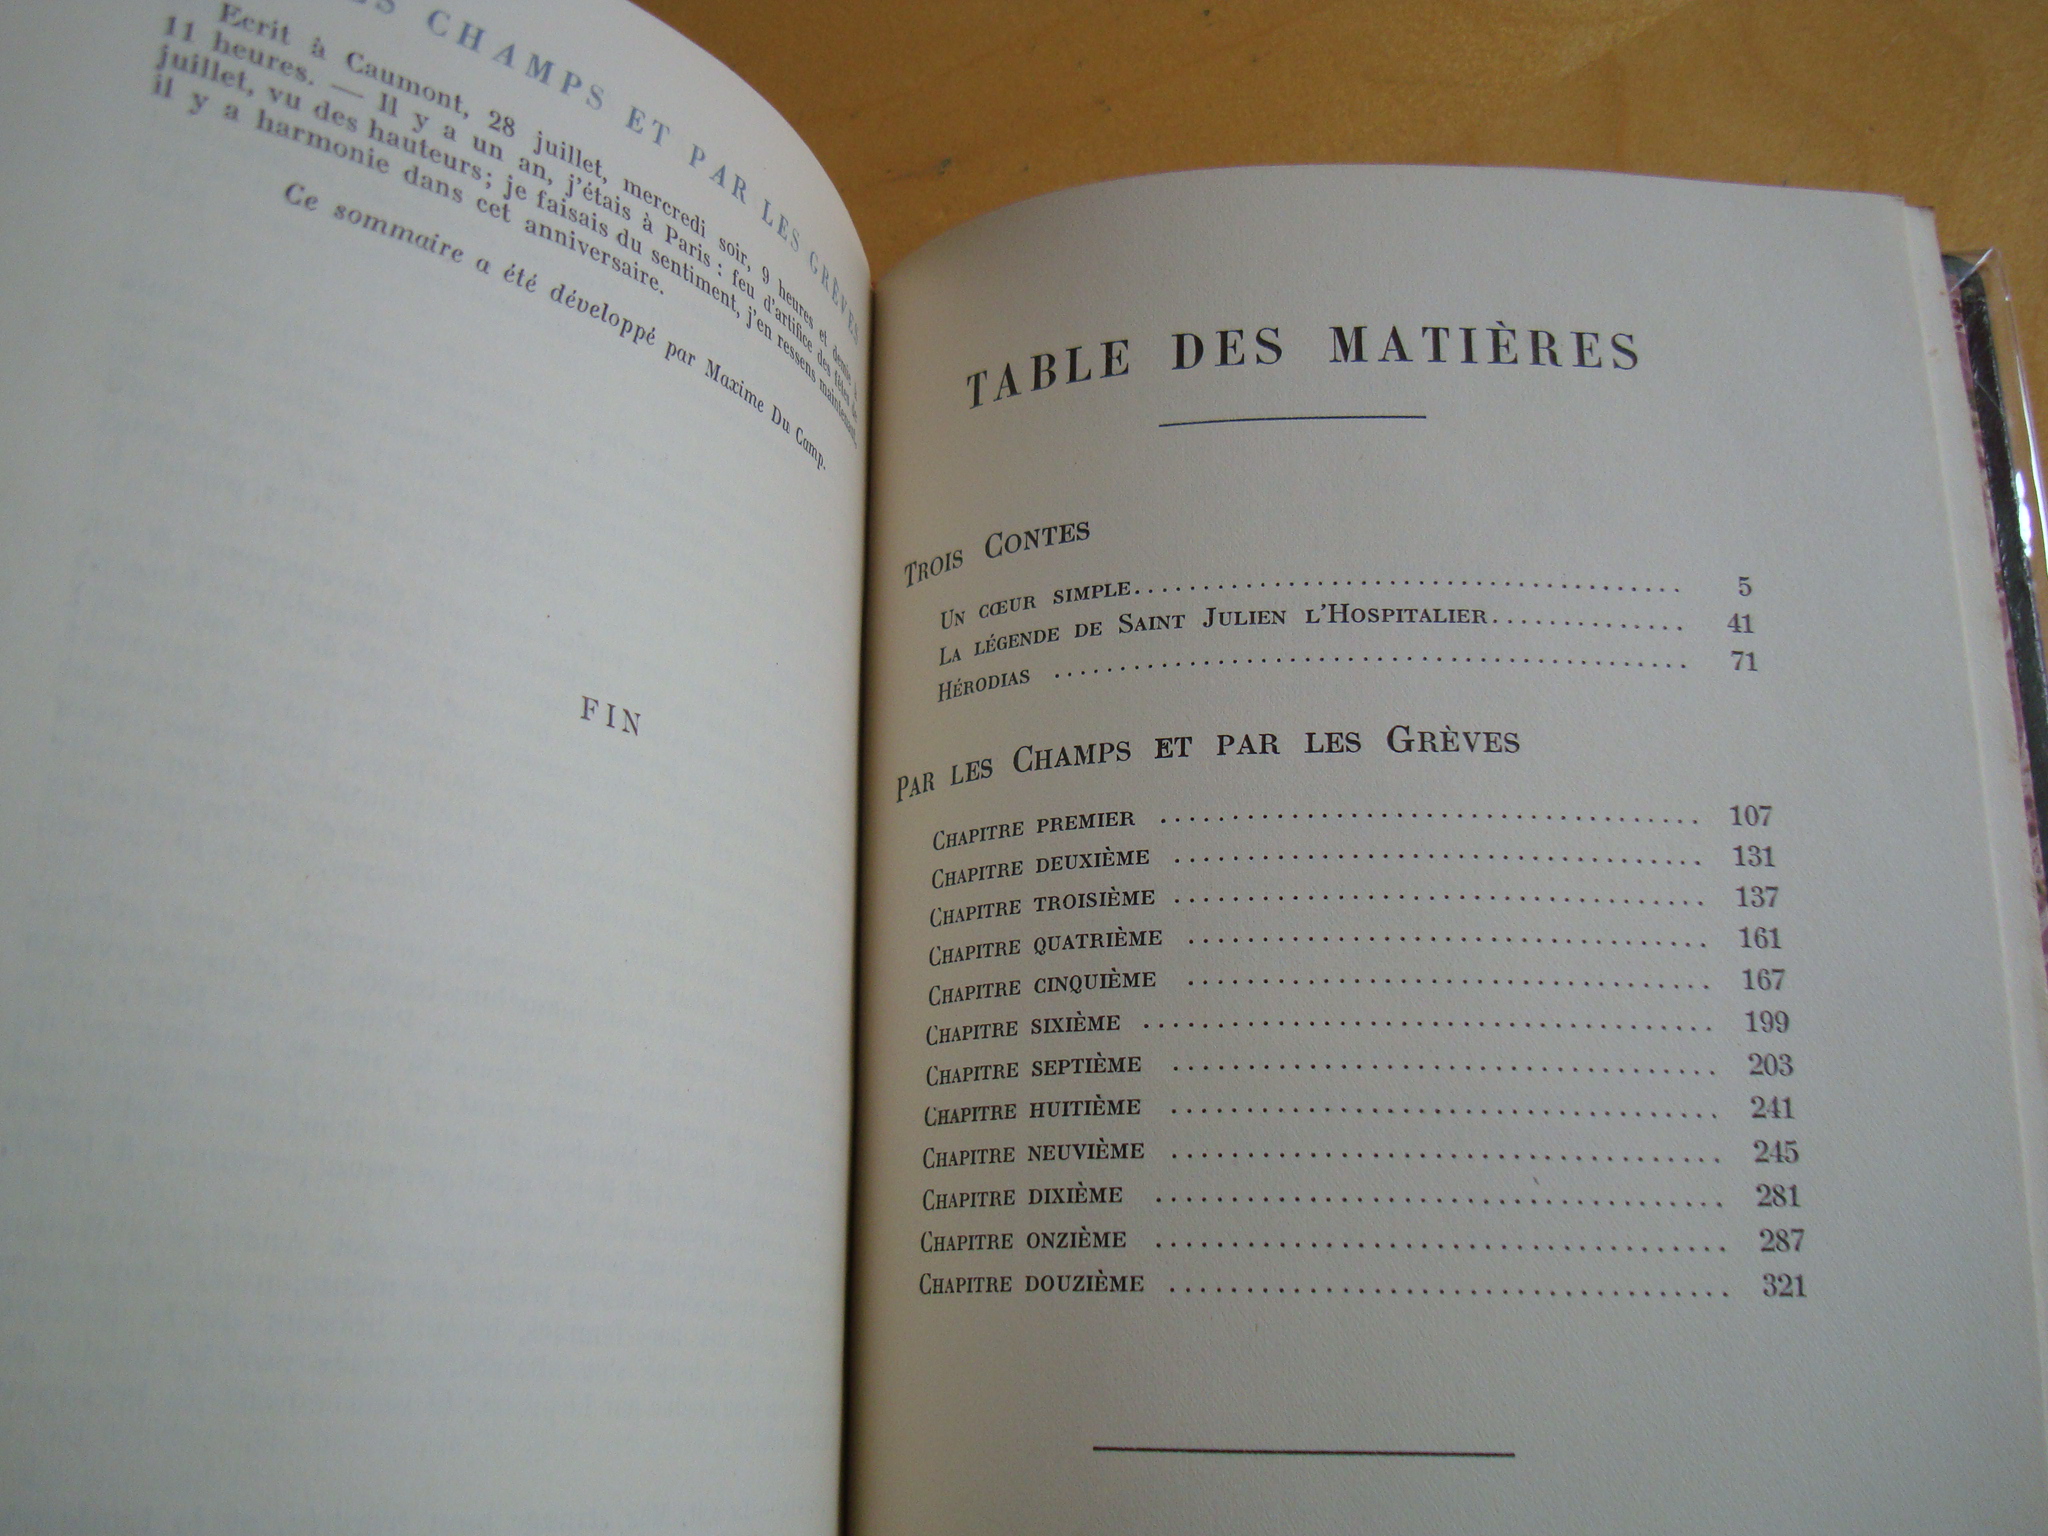 ES CHAMPS ET PAR LES GRÈVES
Ecrit à Caumont, 28 juillet, mercredi soir, 9 heures et demie à
11 heures. — Il y a un an, j'étais à Paris : feu d'artifice des fêtes de
juillet, vu des hauteurs; je faisais du sentiment, j'en ressens maintenant,
il y a harmonie dans cet anniversaire.
Ce sommaire a été développé par Maxime Du Camp.
FIN
TABLE DES MATIÈRES
TROIS CONTES
UN CŒUR SIMPLE........................................ 5
LA LÉGENDE DE SAINT JULIEN L'HOSPITALIER.............. 41
HÉRODIAS ........................................ 71
PAR LES CHAMPS ET PAR LES GRÈVES
CHAPITRE PREMIER ........................................ 107
CHAPITRE DEUXIÈME ........................................ 131
CHAPITRE TROISIÈME ........................................ 137
CHAPITRE QUATRIÈME ........................................ 161
CHAPITRE CINQUIÈME ........................................ 167
CHAPITRE SIXIÈME ........................................ 199
CHAPITRE SEPTIÈME ........................................ 203
CHAPITRE HUITIÈME ........................................ 241
CHAPITRE NEUVIÈME ........................................ 245
CHAPITRE DIXIÈME ........................................ 281
CHAPITRE ONZIÈME ........................................ 287
CHAPITRE DOUZIÈME ........................................ 321